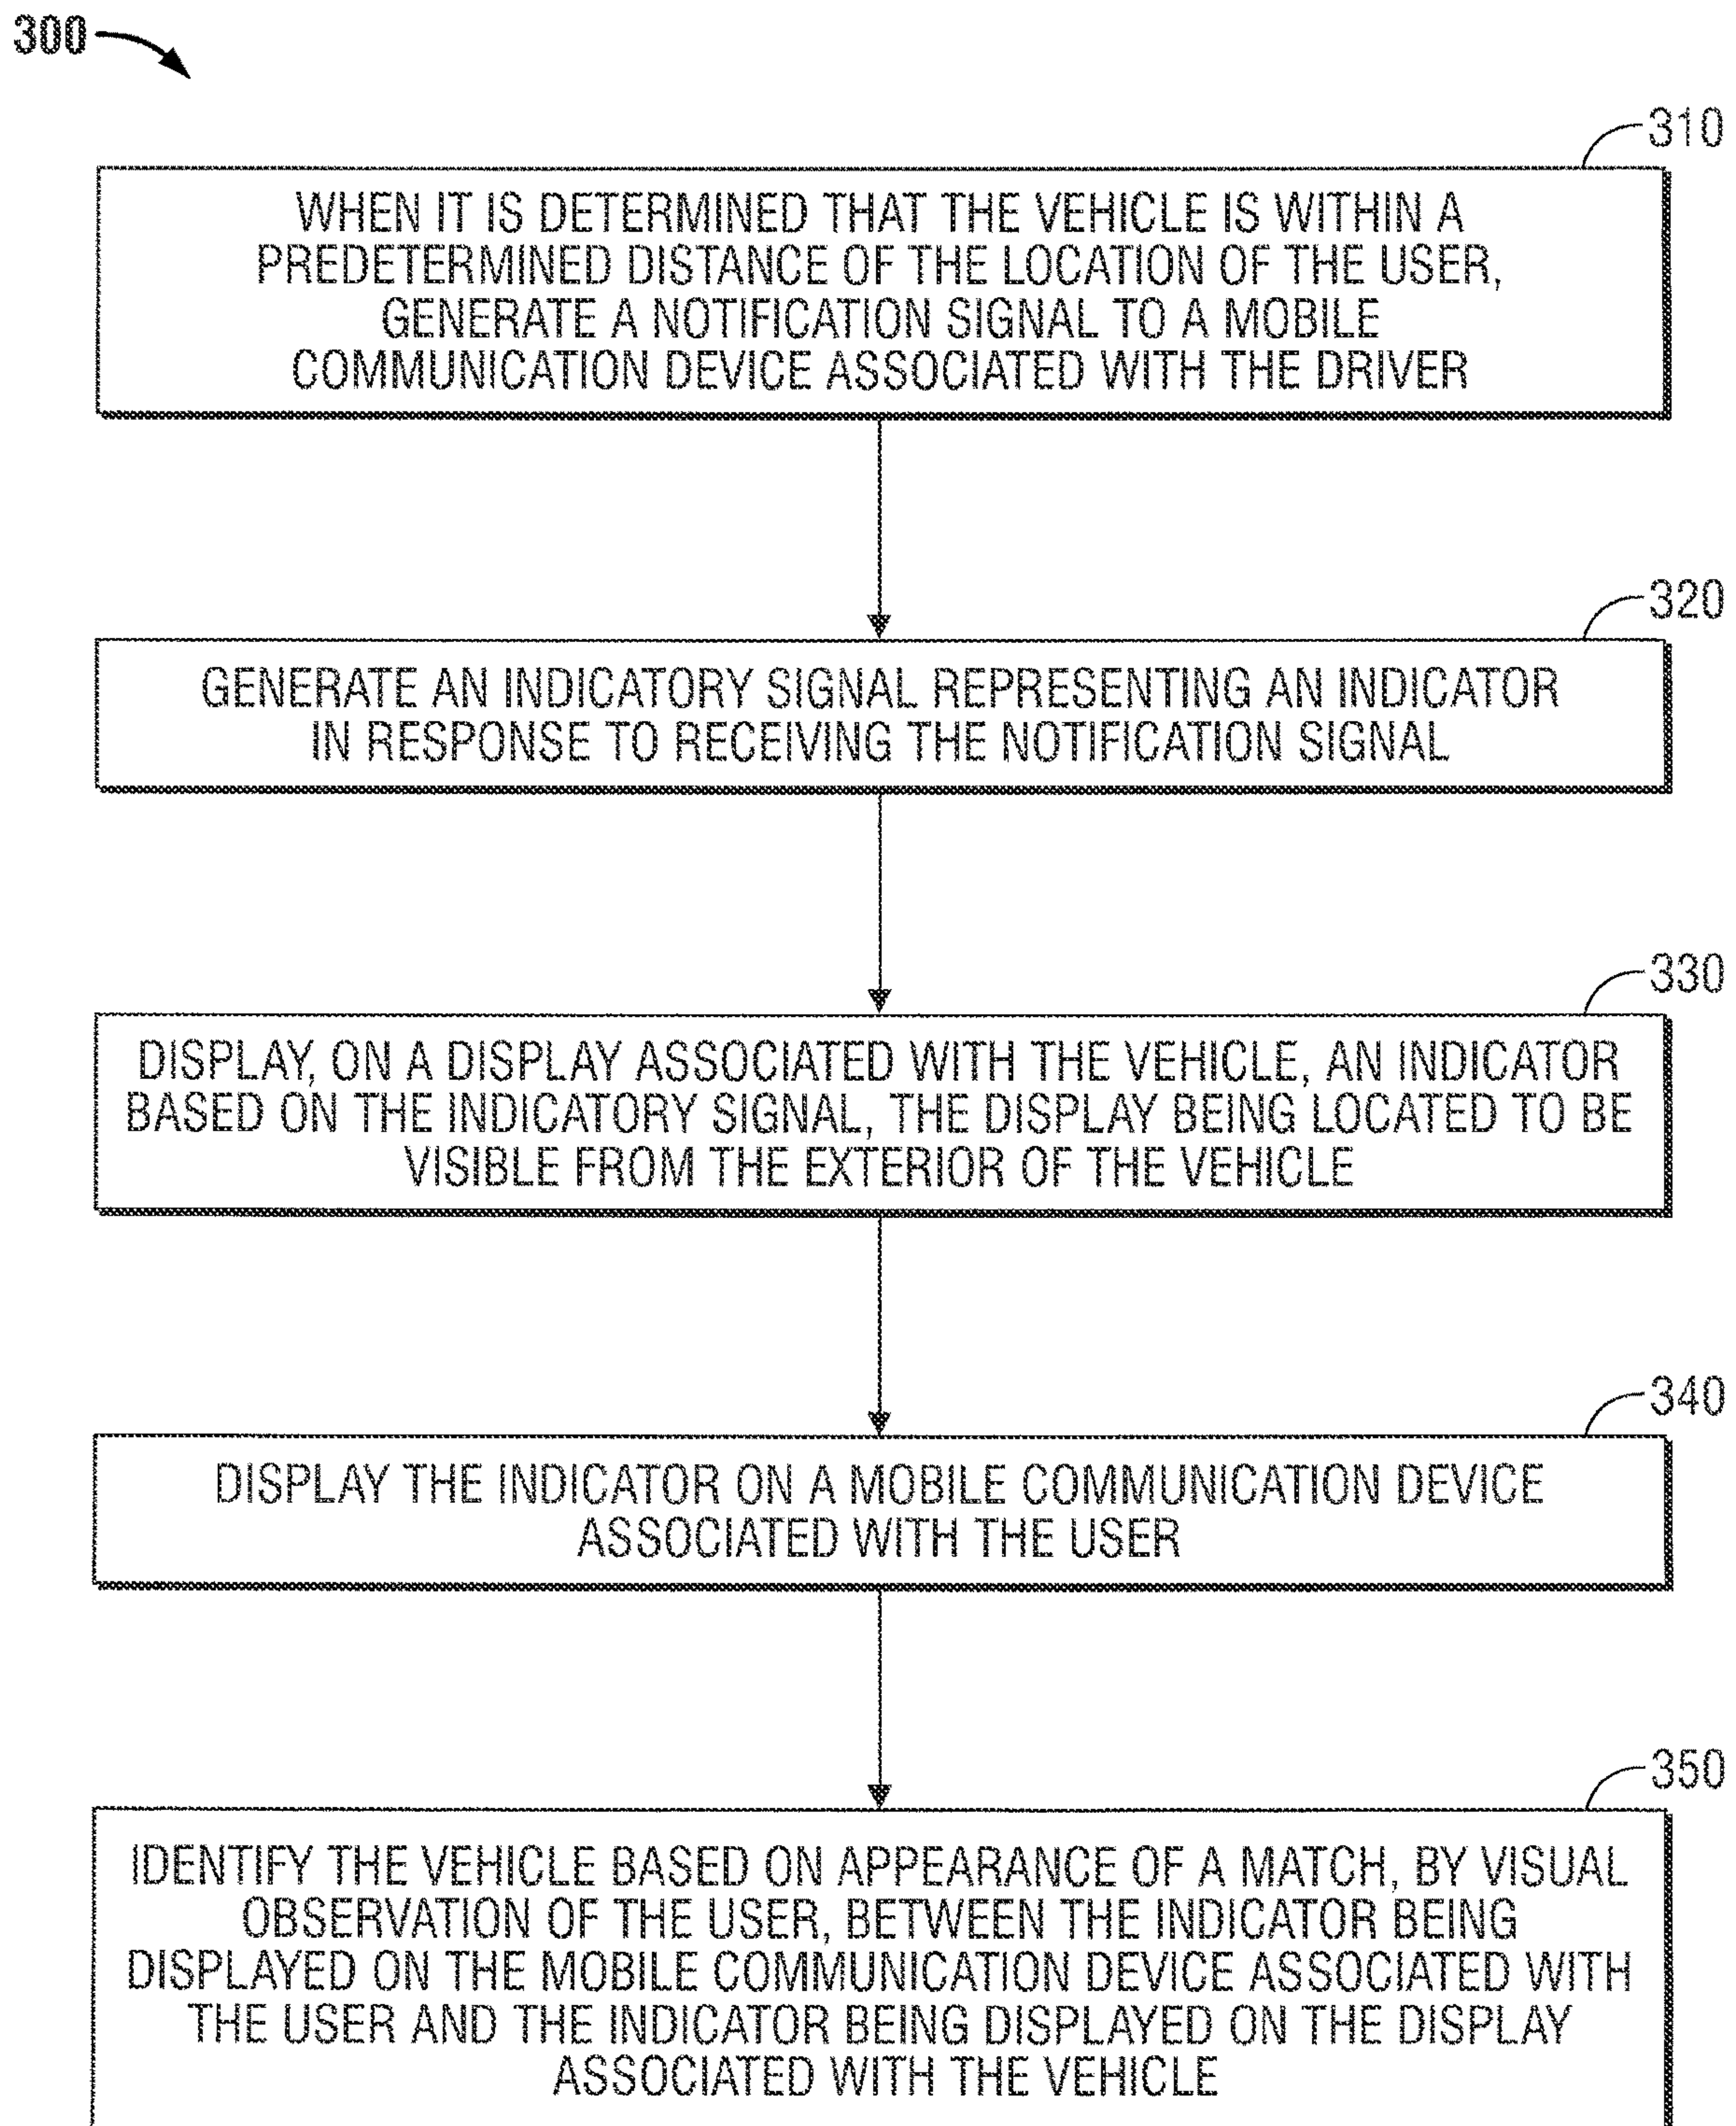 300
310
WHEN IT IS DETERMINED THAT THE VEHICLE IS WITHIN A
PREDETERMINED DISTANCE OF THE LOCATION OF THE USER,
GENERATE A NOTIFICATION SIGNAL TO A MOBILE
COMMUNICATION DEVICE ASSOCIATED WITH THE DRIVER
320
GENERATE AN INDICATORY SIGNAL REPRESENTING AN INDICATOR
IN RESPONSE TO RECEIVING THE NOTIFICATION SIGNAL
330
DISPLAY, ON A DISPLAY ASSOCIATED WITH THE VEHICLE, AN INDICATOR
BASED ON THE INDICATORY SIGNAL, THE DISPLAY BEING LOCATED TO BE
VISIBLE FROM THE EXTERIOR OF THE VEHICLE
340
DISPLAY THE INDICATOR ON A MOBILE COMMUNICATION DEVICE
ASSOCIATED WITH THE USER
350
IDENTIFY THE VEHICLE BASED ON APPEARANCE OF A MATCH, BY VISUAL
OBSERVATION OF THE USER, BETWEEN THE INDICATOR BEING
DISPLAYED ON THE MOBILE COMMUNICATION DEVICE ASSOCIATED WITH
THE USER AND THE INDICATOR BEING DISPLAYED ON THE DISPLAY
ASSOCIATED WITH THE VEHICLE